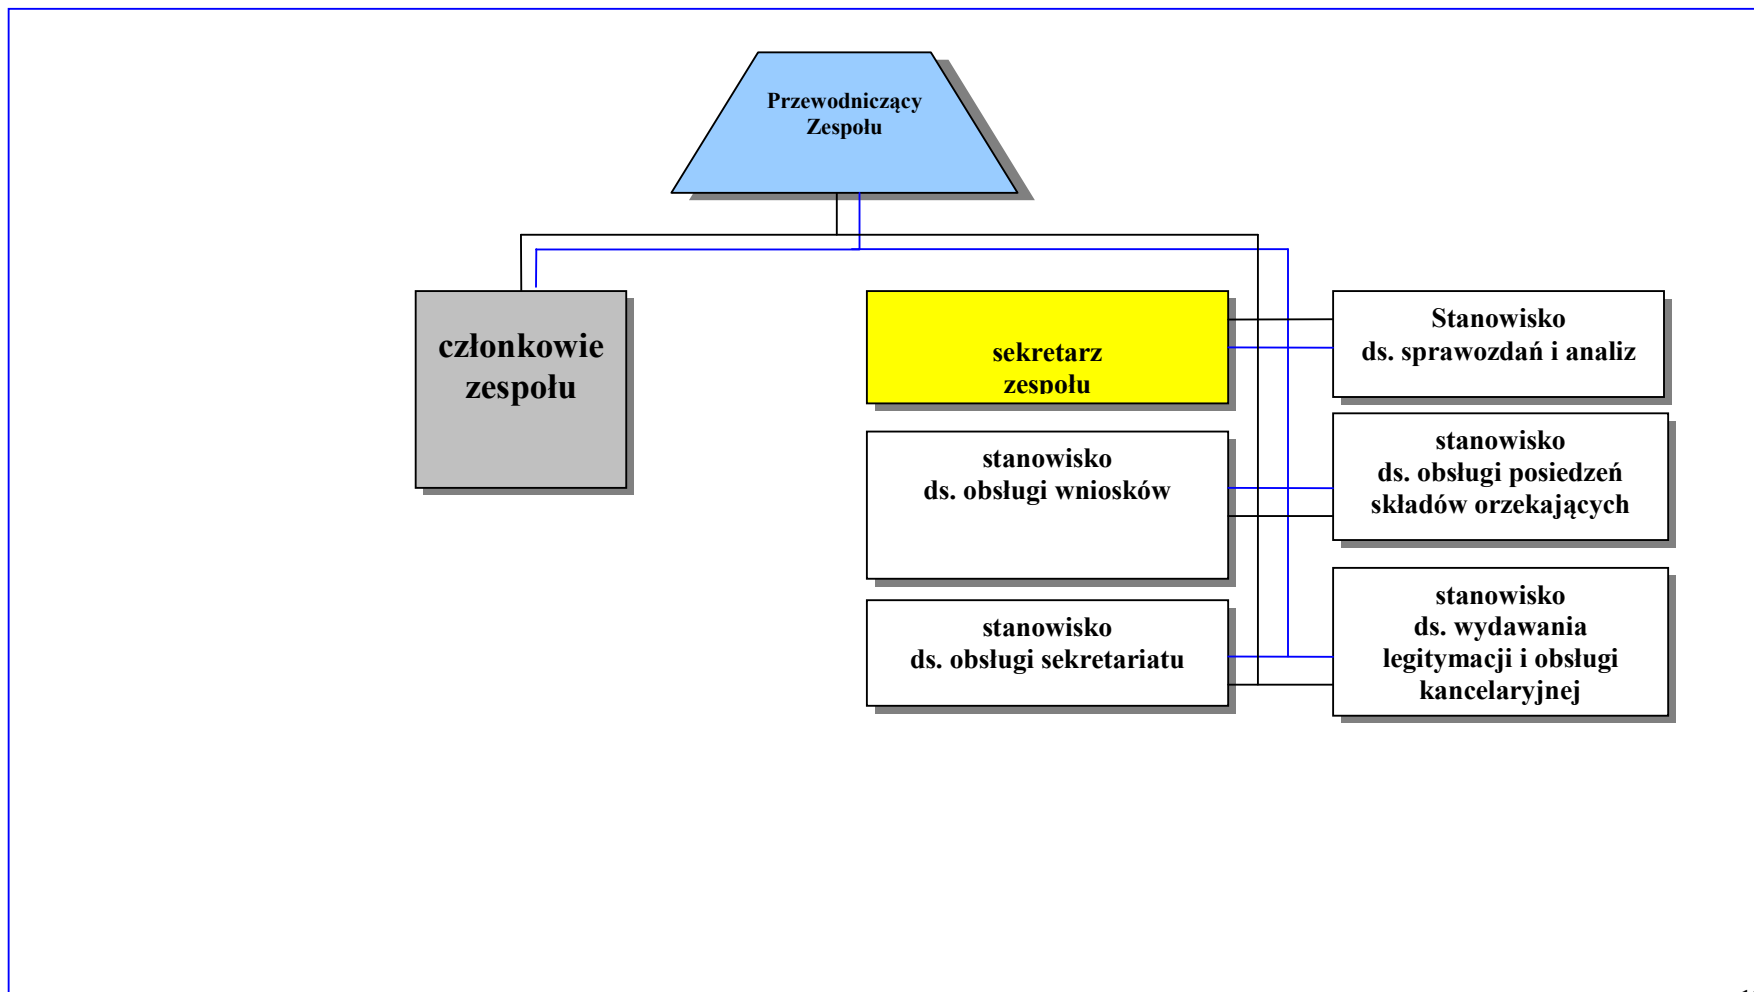 Przewodniczący
Zespołu
członkowie
zespołu
sekretarz
zespołu
Stanowisko
ds. sprawozdań i analiz
stanowisko
ds. obsługi wniosków
stanowisko
ds. obsługi posiedzeń
składów orzekających
stanowisko
ds. obsługi sekretariatu
stanowisko
ds. wydawania
legitymacji i obsługi
kancelaryjnej